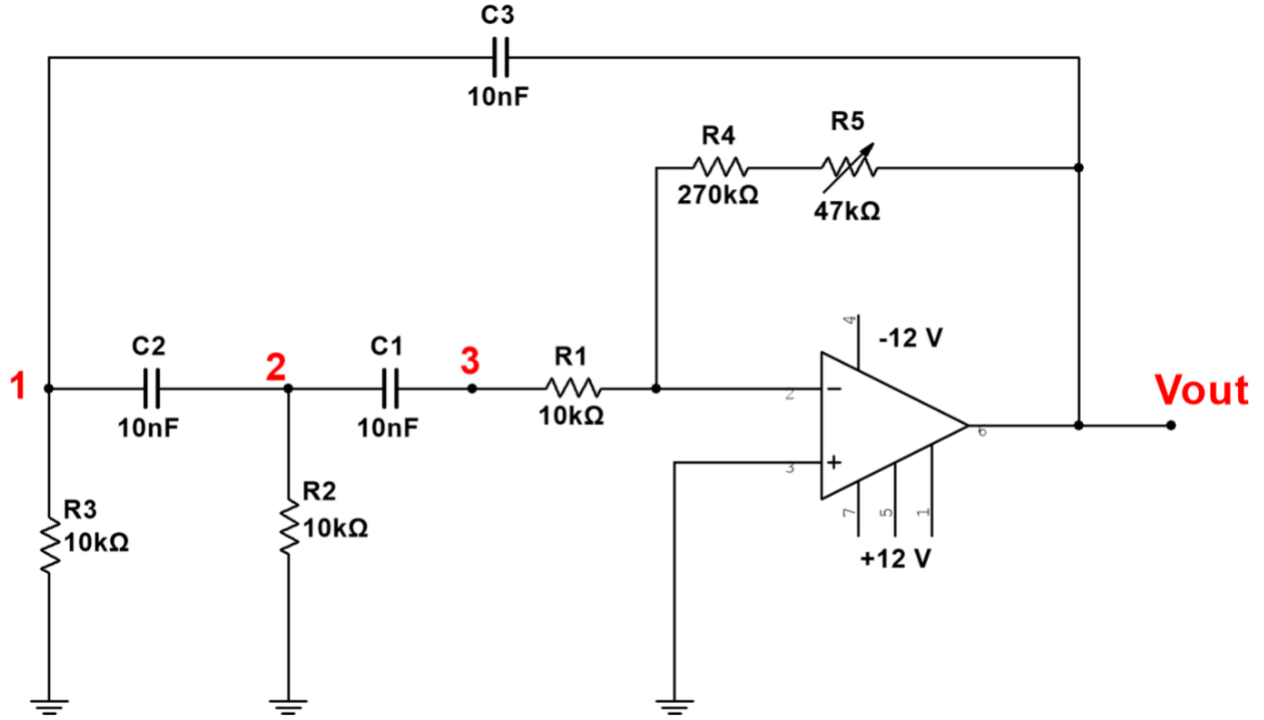 C3
10nF
R4
270kΩ
R5
47kΩ
1
C2
10nF
2
C1
10nF
3
R1
10kΩ
4
-12 V
2
3
6
Vout
R3
10kΩ
R2
10kΩ
7
5
1
+12 V